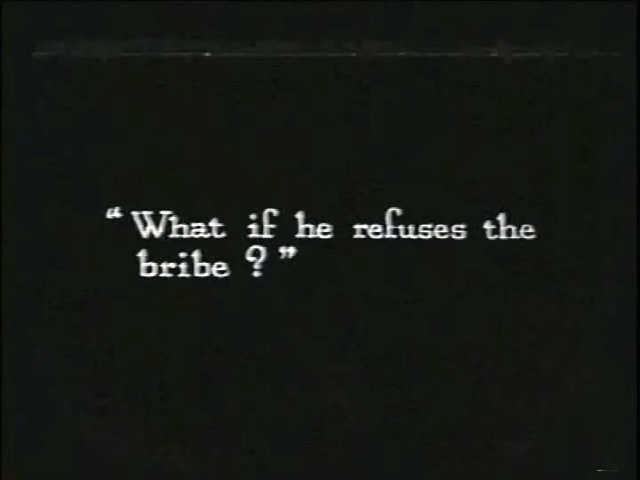 “What if he refuses the
bribe?”